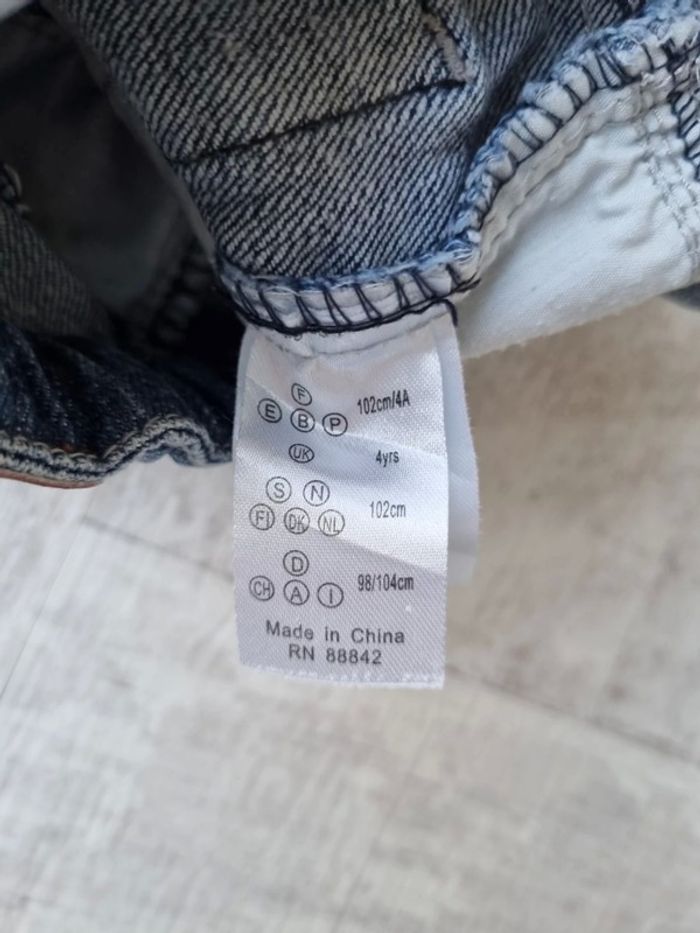 F
E B P 102cm/4A
UK 4yrs
S N
FI DK NL 102cm
D
CH A I 98/104cm
Made in China
RN 88842